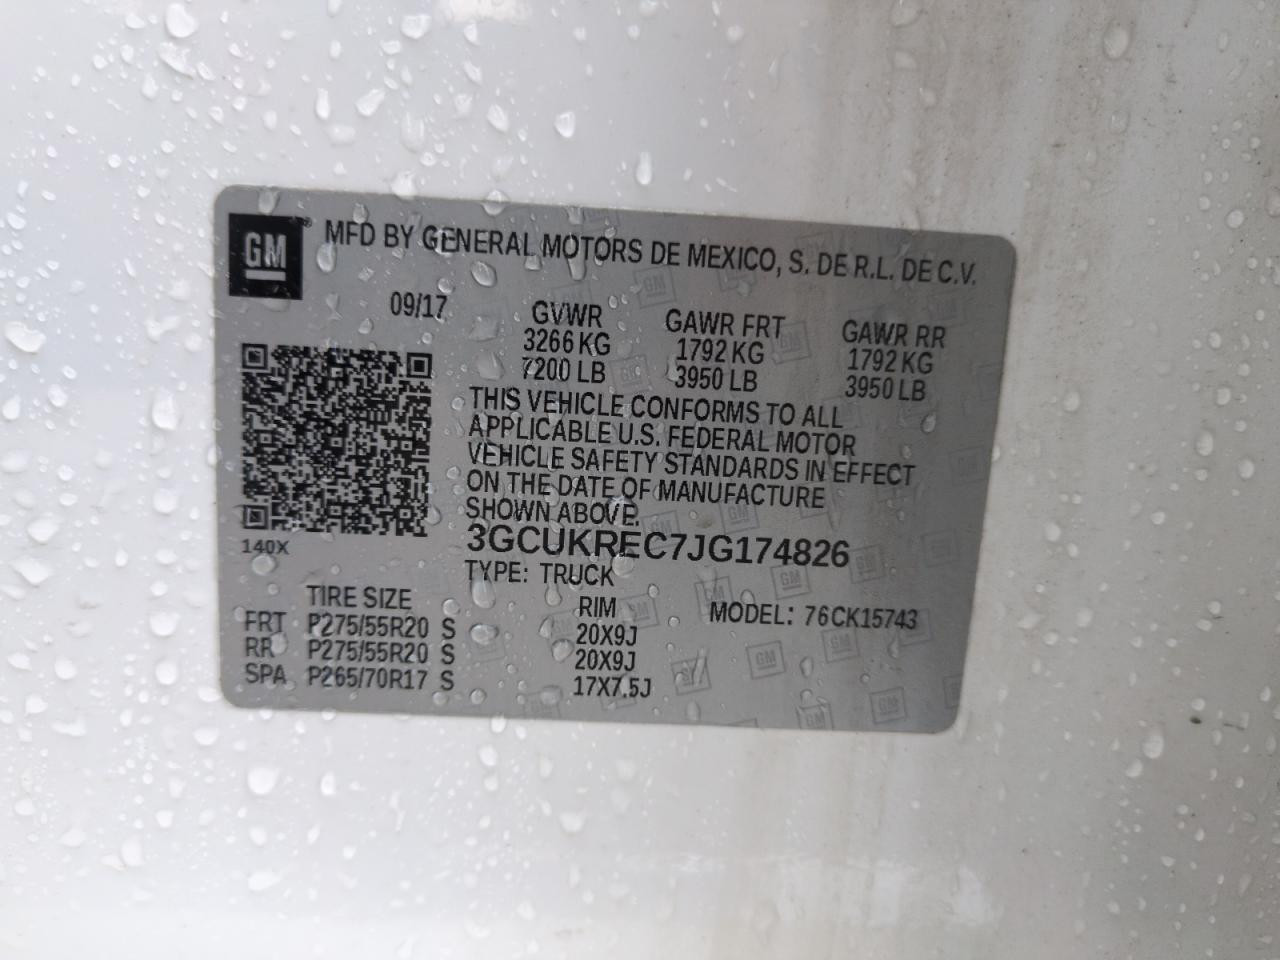 GM MFD BY GENERAL MOTORS DE MEXICO, S. DE R.L. DE C.V.
09/17 GVWR GAWR FRT GAWR RR
3266 KG 1792 KG 1792 KG
7200 LB 3950 LB 3950 LB
THIS VEHICLE CONFORMS TO ALL
APPLICABLE U.S. FEDERAL MOTOR
VEHICLE SAFETY STANDARDS IN EFFECT
ON THE DATE OF MANUFACTURE
SHOWN ABOVE.
140X
3GCUKREC7JG174826
TYPE: TRUCK
TIRE SIZE RIM MODEL: 76CK15743
FRT P275/55R20 S 20X9J
RR P275/55R20 S 20X9J
SPA P265/70R17 S 17X7.5J